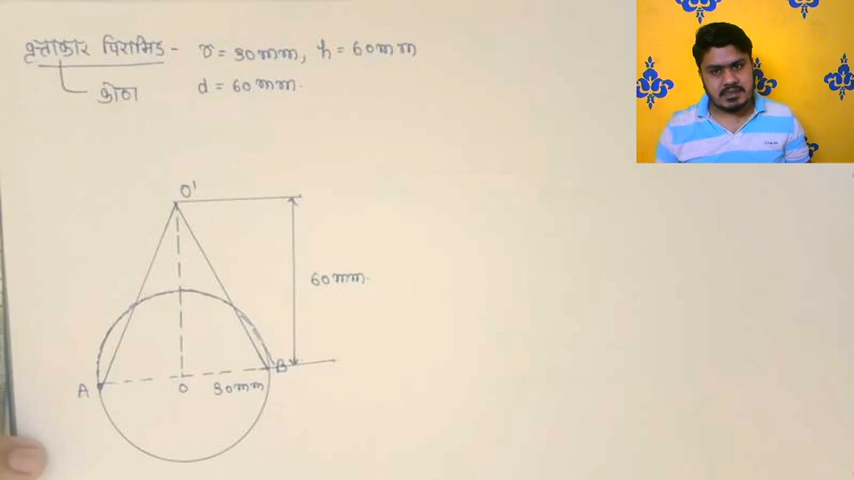 वृत्ताकार पिरामिड - r = 30mm, h = 60mm
कोण d = 60mm.
O'
60mm.
A O 30mm B